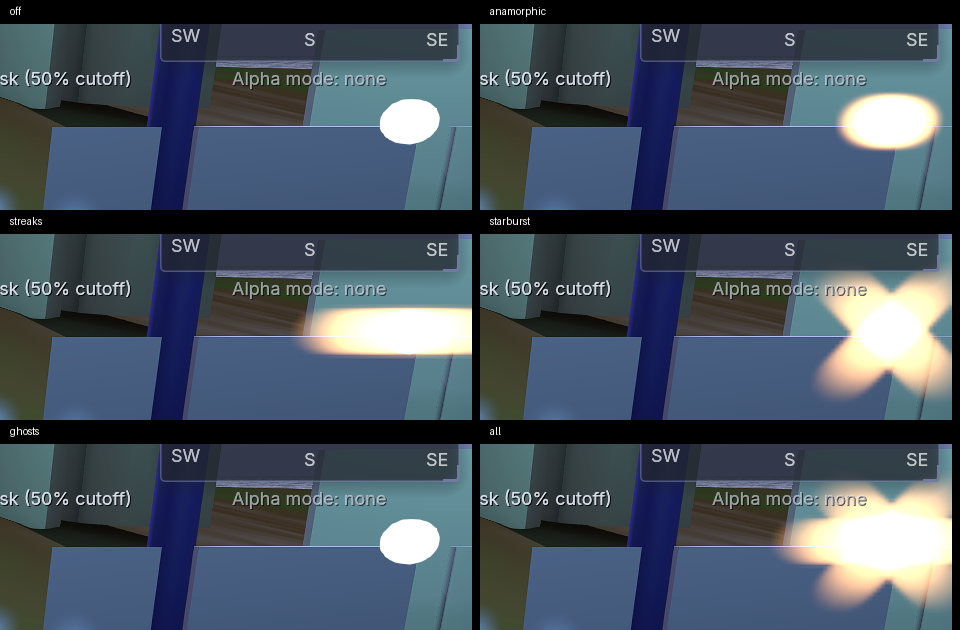 off
anamorphic
SW S SE
SW S SE
sk (50% cutoff) Alpha mode: none
sk (50% cutoff) Alpha mode: none
streaks
starburst
SW S SE
SW S SE
sk (50% cutoff) Alpha mode: none
sk (50% cutoff) Alpha mode: none
ghosts
all
SW S SE
SW S SE
sk (50% cutoff) Alpha mode: none
sk (50% cutoff) Alpha mode: none